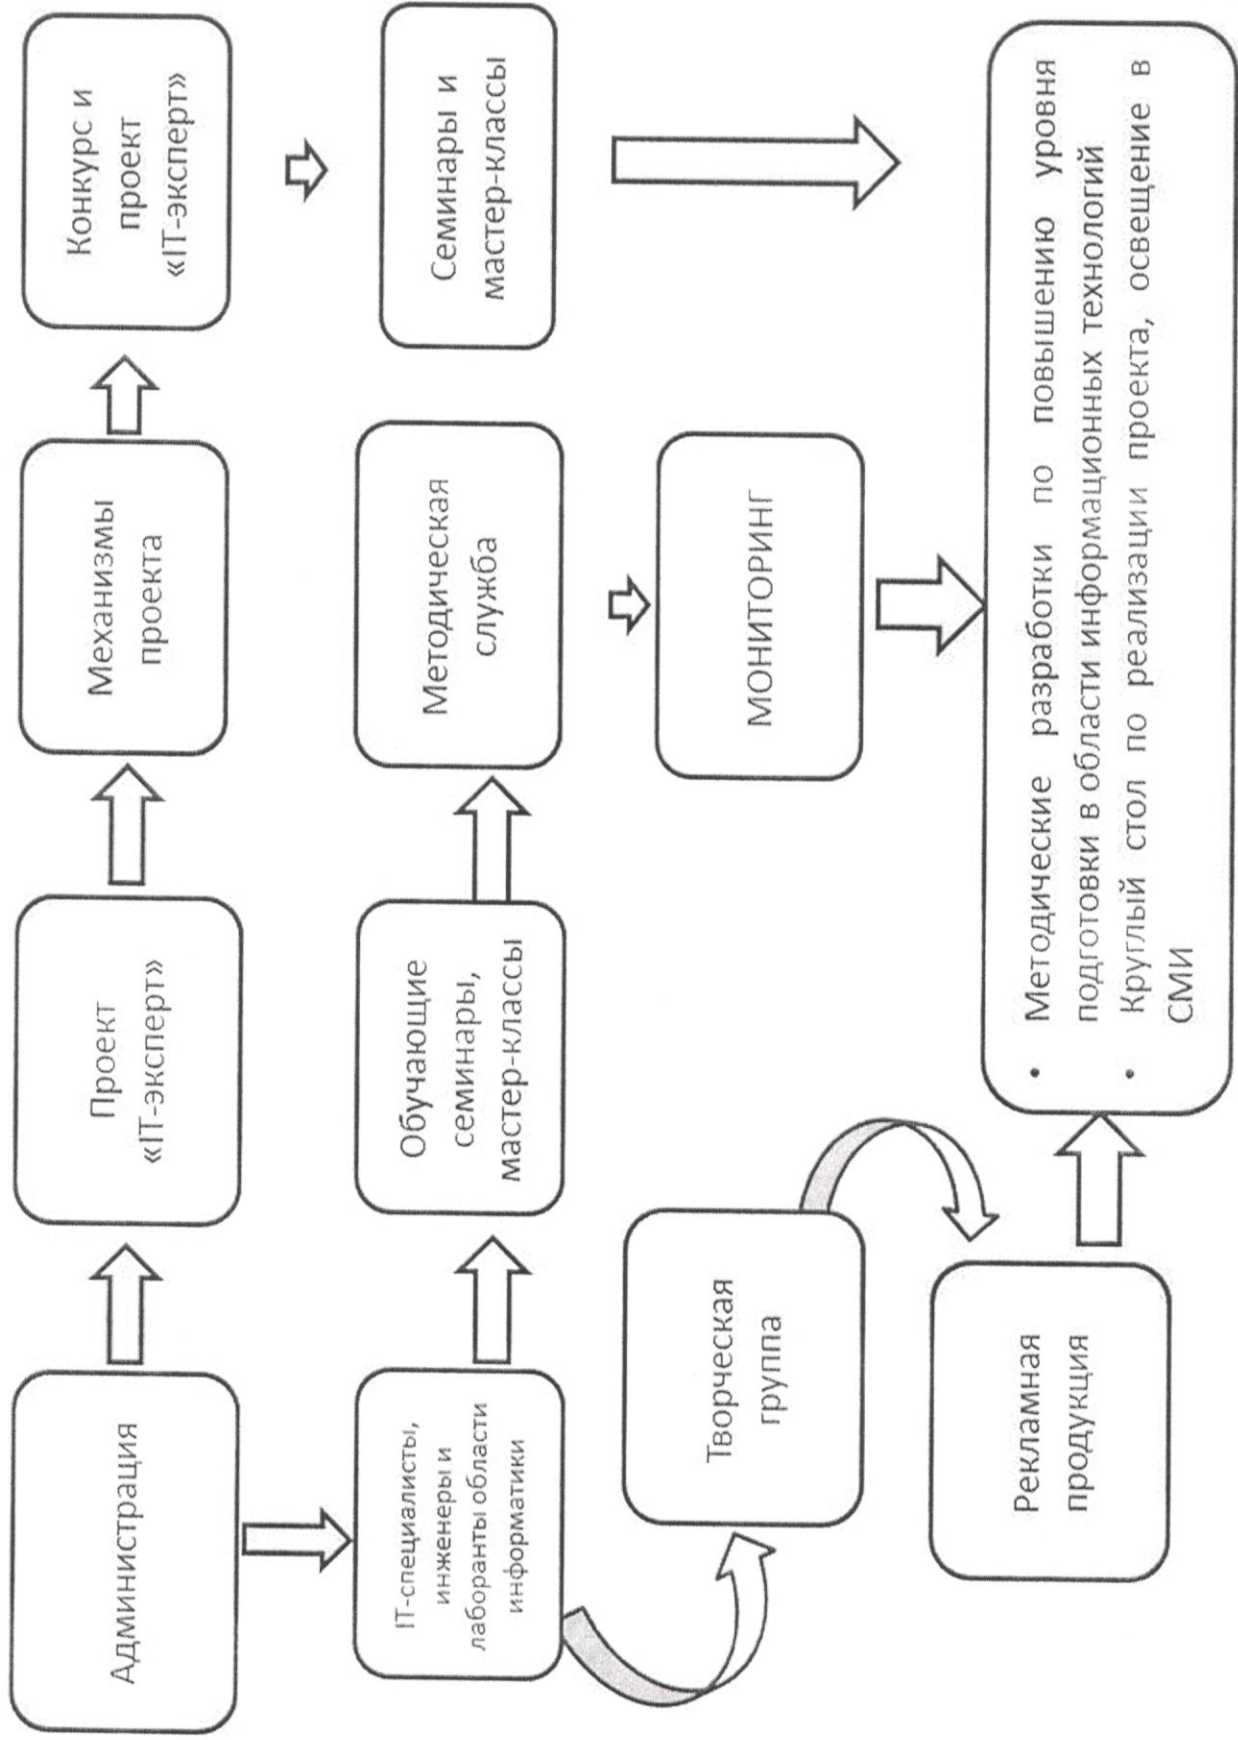 Администрация
Проект
«IT-эксперт»
Механизмы
проекта
Конкурс и
проект
«IT-эксперт»
IT-специалисты,
инженеры и
лаборанты области
информатики
Обучающие
семинары,
мастер-классы
Методическая
служба
Семинары и
мастер-классы
Творческая
группа
МОНИТОРИНГ
Рекламная
продукция
• Методические разработки по повышению уровня
подготовки в области информационных технологий
• Круглый стол по реализации проекта, освещение в
СМИ